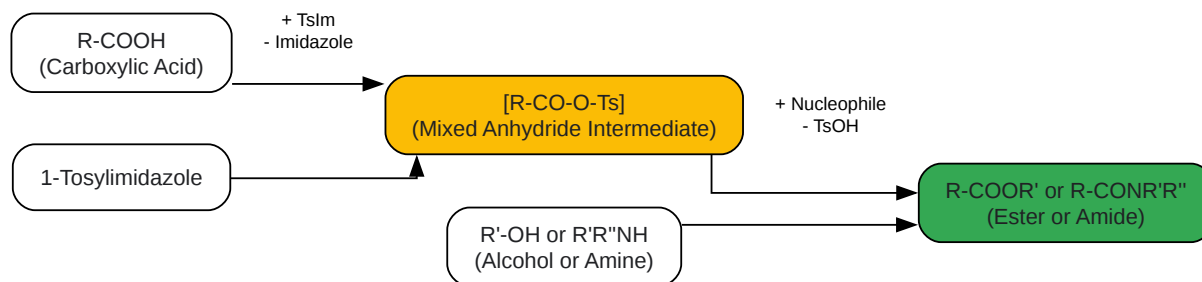 R-COOH
(Carboxylic Acid)
+ TsIm
- Imidazole
[R-CO-O-Ts]
(Mixed Anhydride Intermediate)
+ Nucleophile
- TsOH
1-Tosylimidazole
R'-OH or R'R"NH
(Alcohol or Amine)
R-COOR' or R-CONR'R"
(Ester or Amide)